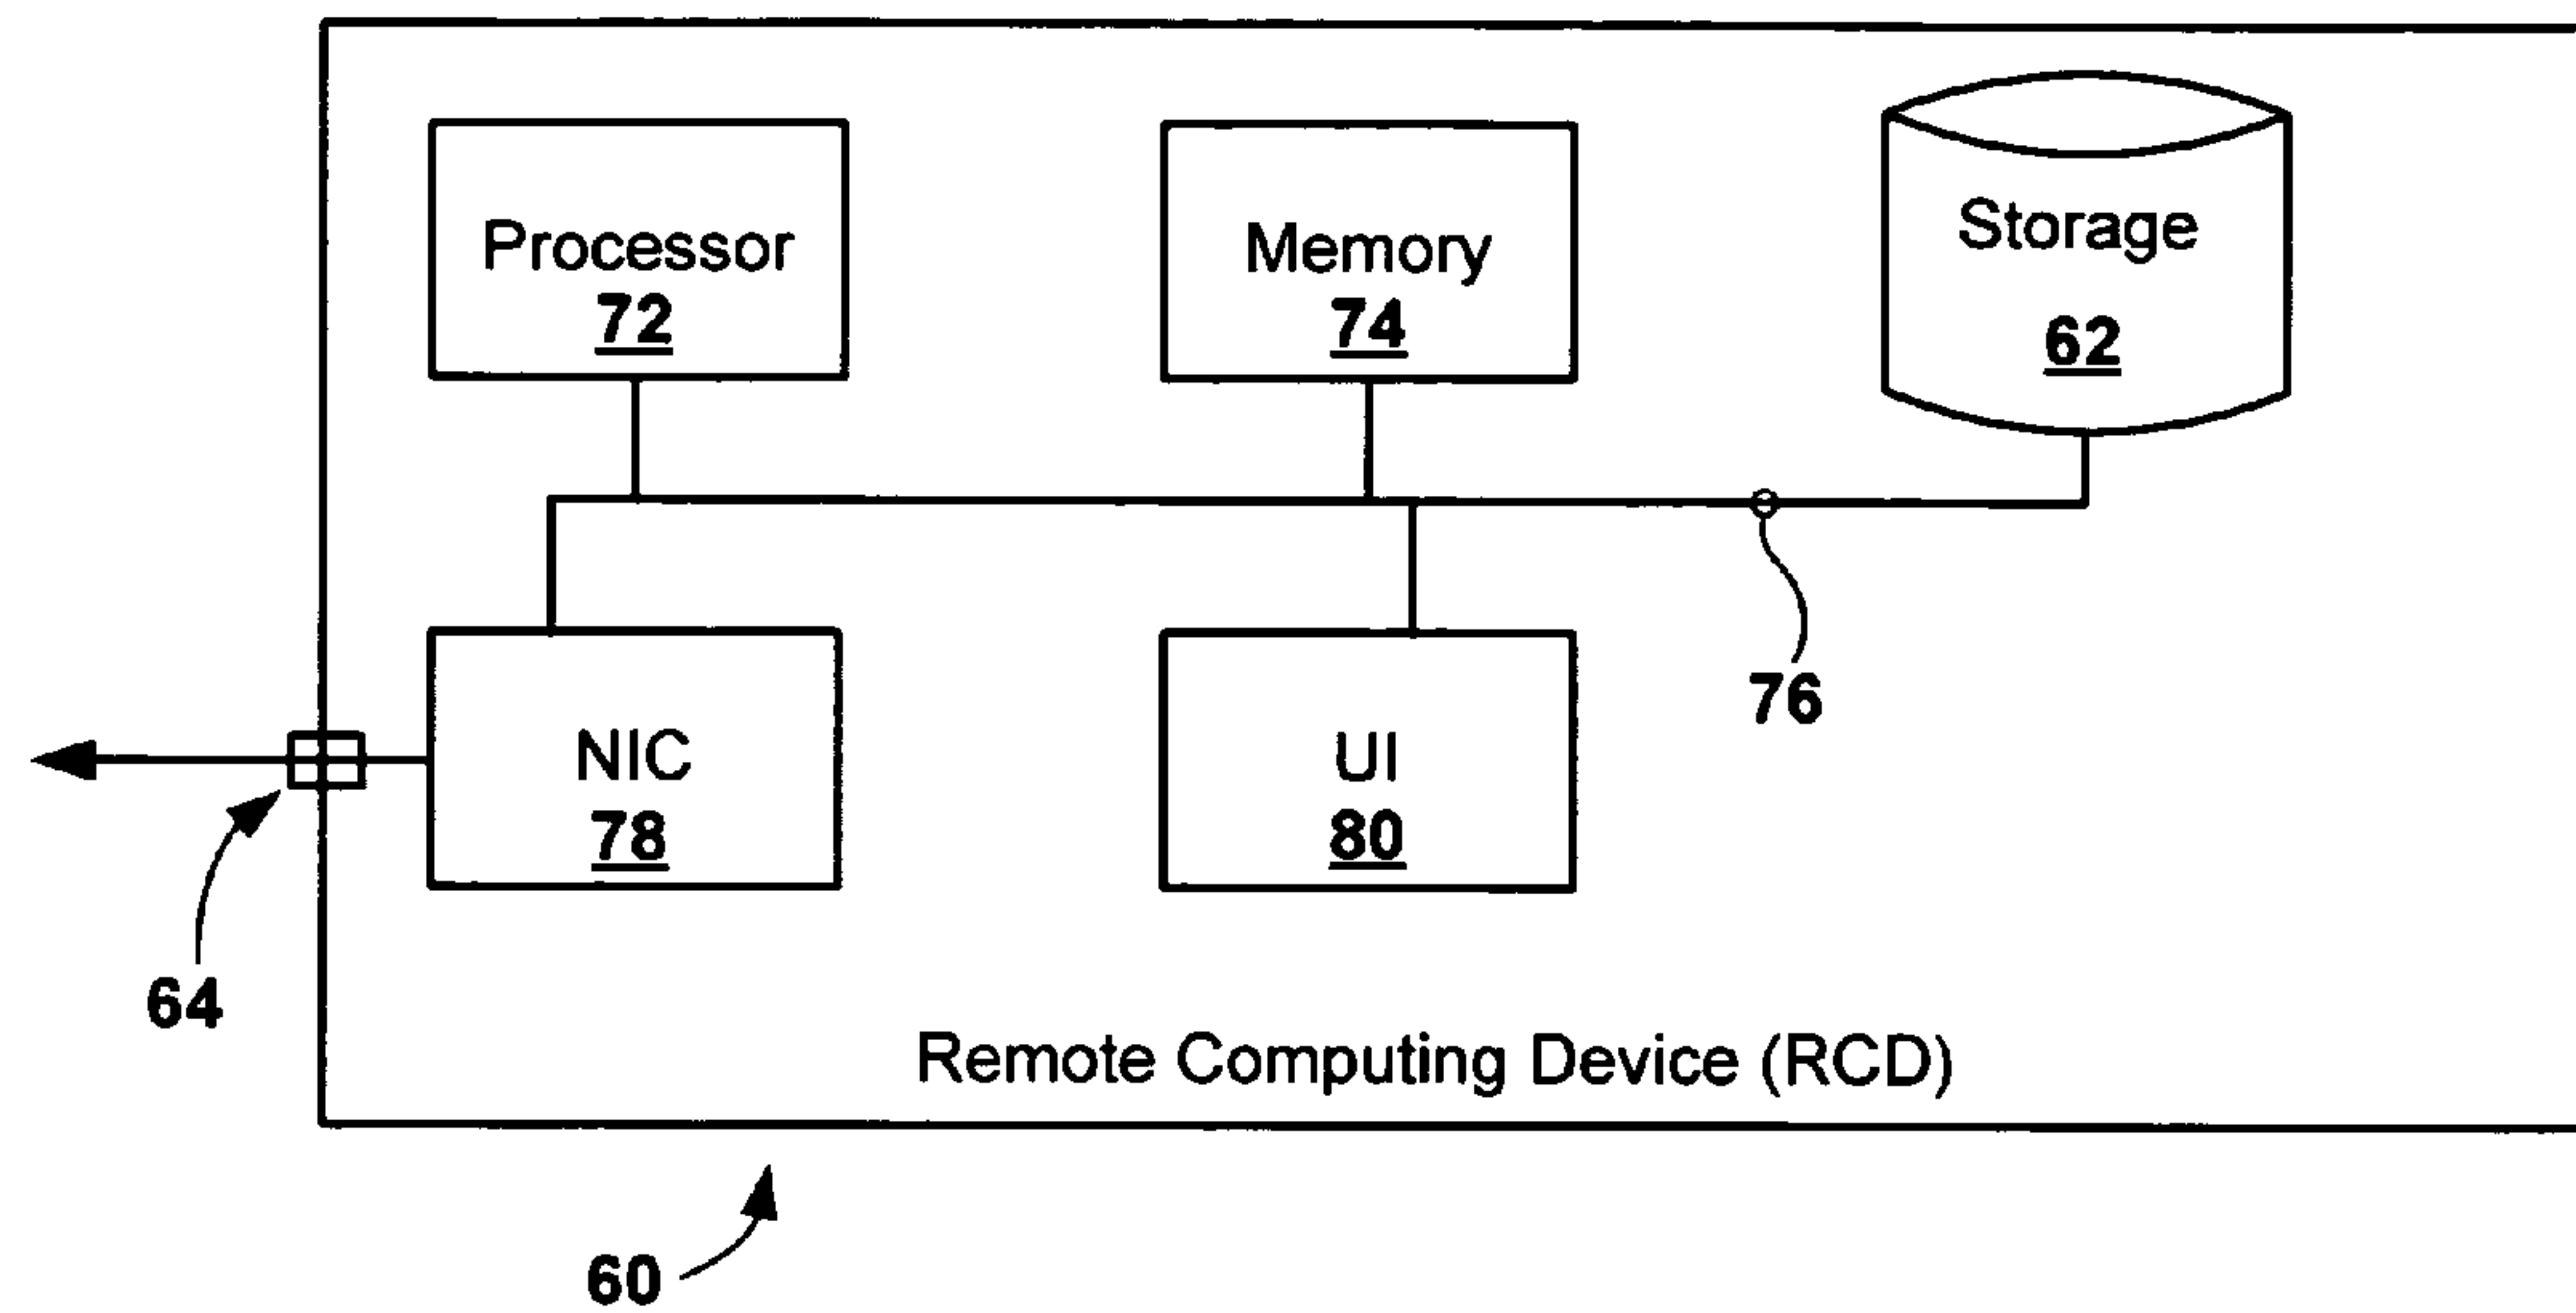 Processor
72
Memory
74
Storage
62
76
NIC
78
UI
80
64
Remote Computing Device (RCD)
60